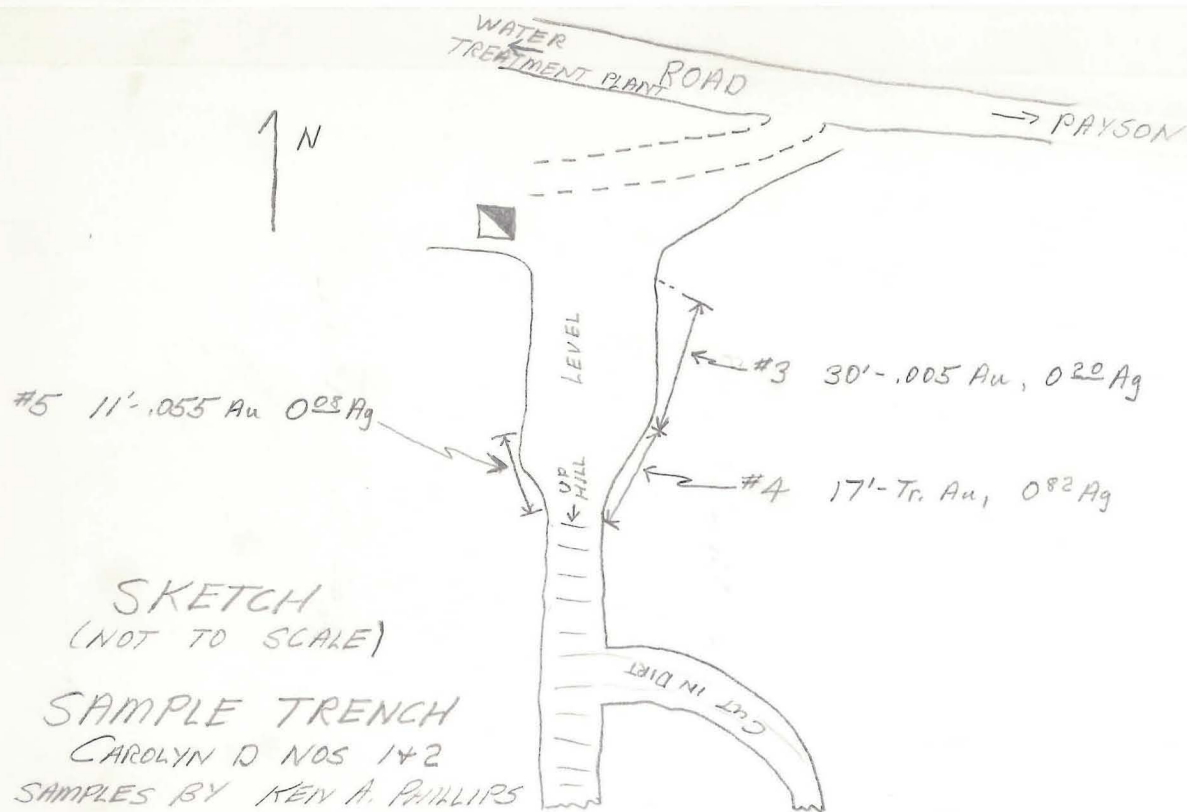 WATER
TREATMENT PLANT
ROAD
← 
→ PAYSON
N
LEVEL
#3 30'-.005 Au, 0 20 Ag
#5 11'-.055 Au 0 08 Ag
UP
HILL
#4 17'-Tr. Au, 0 82 Ag
SKETCH
(NOT TO SCALE)
CUT IN DIRT
SAMPLE TRENCH
CAROLYN D NOS 1+2
SAMPLES BY KEN A. PHILLIPS